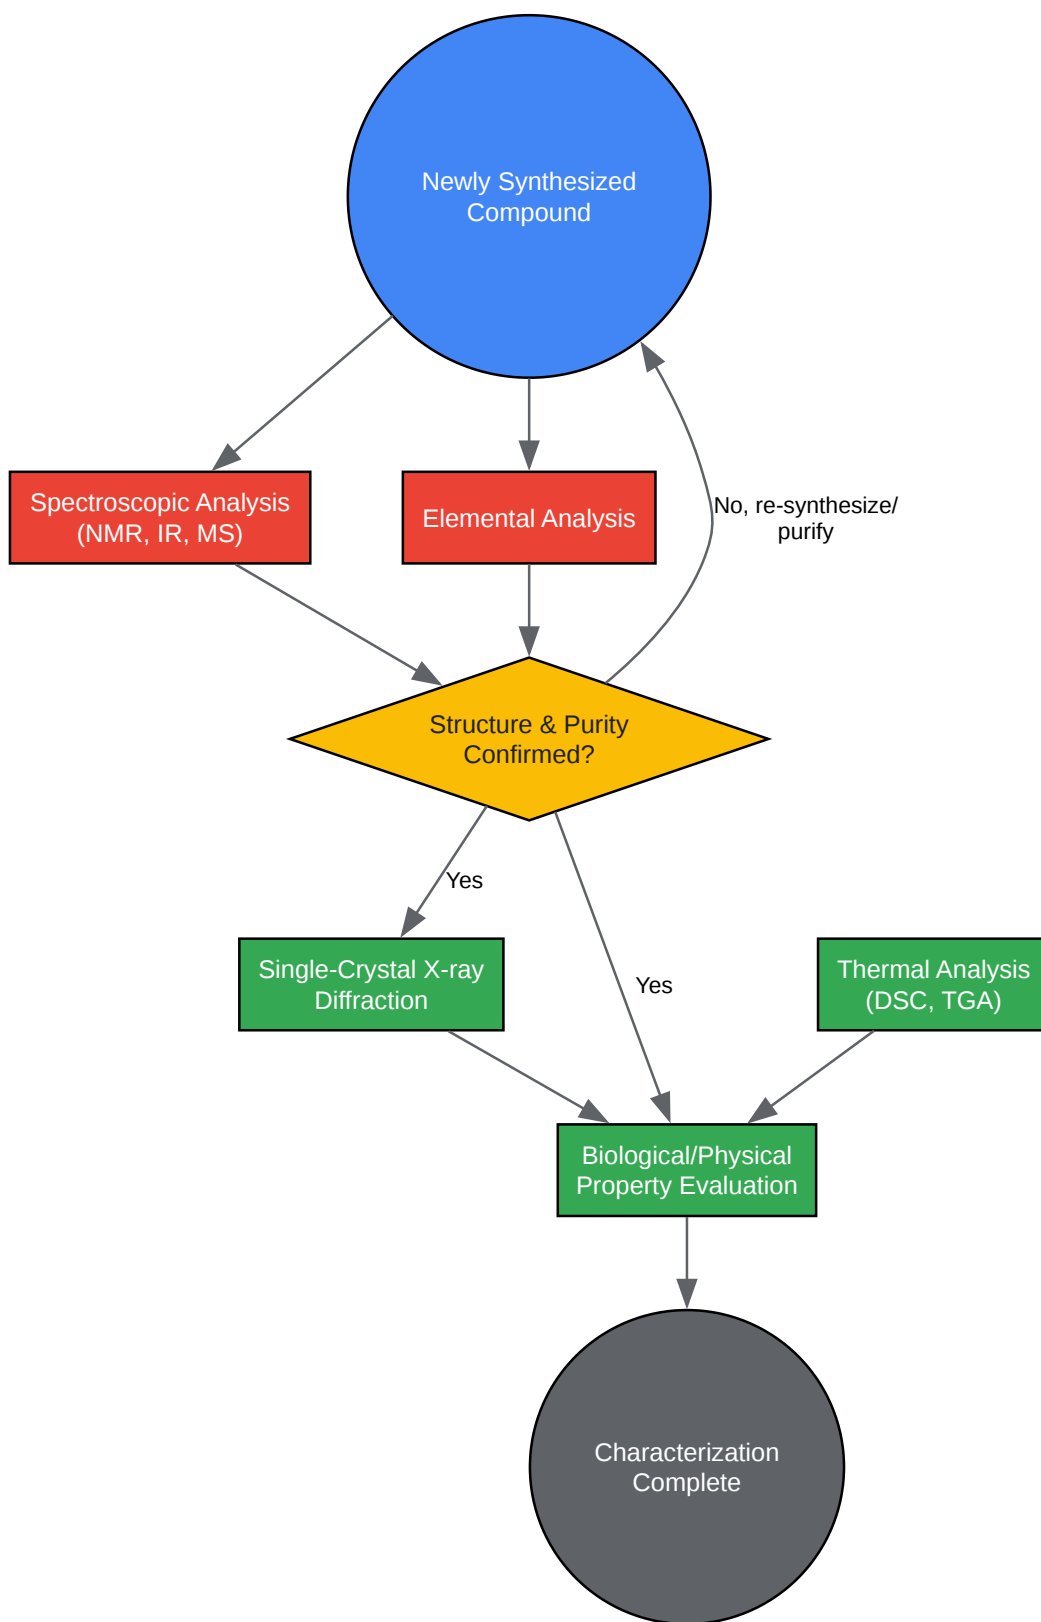 Newly Synthesized
Compound
Spectroscopic Analysis
(NMR, IR, MS)
Elemental Analysis
No, re-synthesize/
purify
Structure & Purity
Confirmed?
Yes
Single-Crystal X-ray
Diffraction
Yes
Thermal Analysis
(DSC, TGA)
Biological/Physical
Property Evaluation
Characterization
Complete